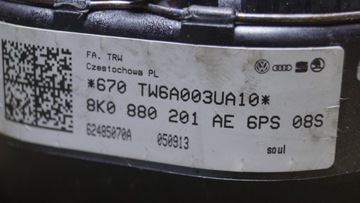 FA. TRW
Czestochowa PL
*670 TW6A003UA10*
8K0 880 201 AE 6PS 08S
62485070A 050913
soul